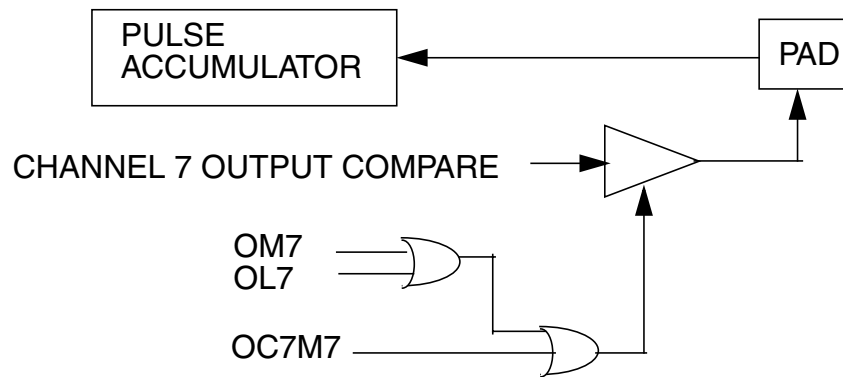 PULSE
ACCUMULATOR
PAD
CHANNEL 7 OUTPUT COMPARE
OM7
OL7
OC7M7